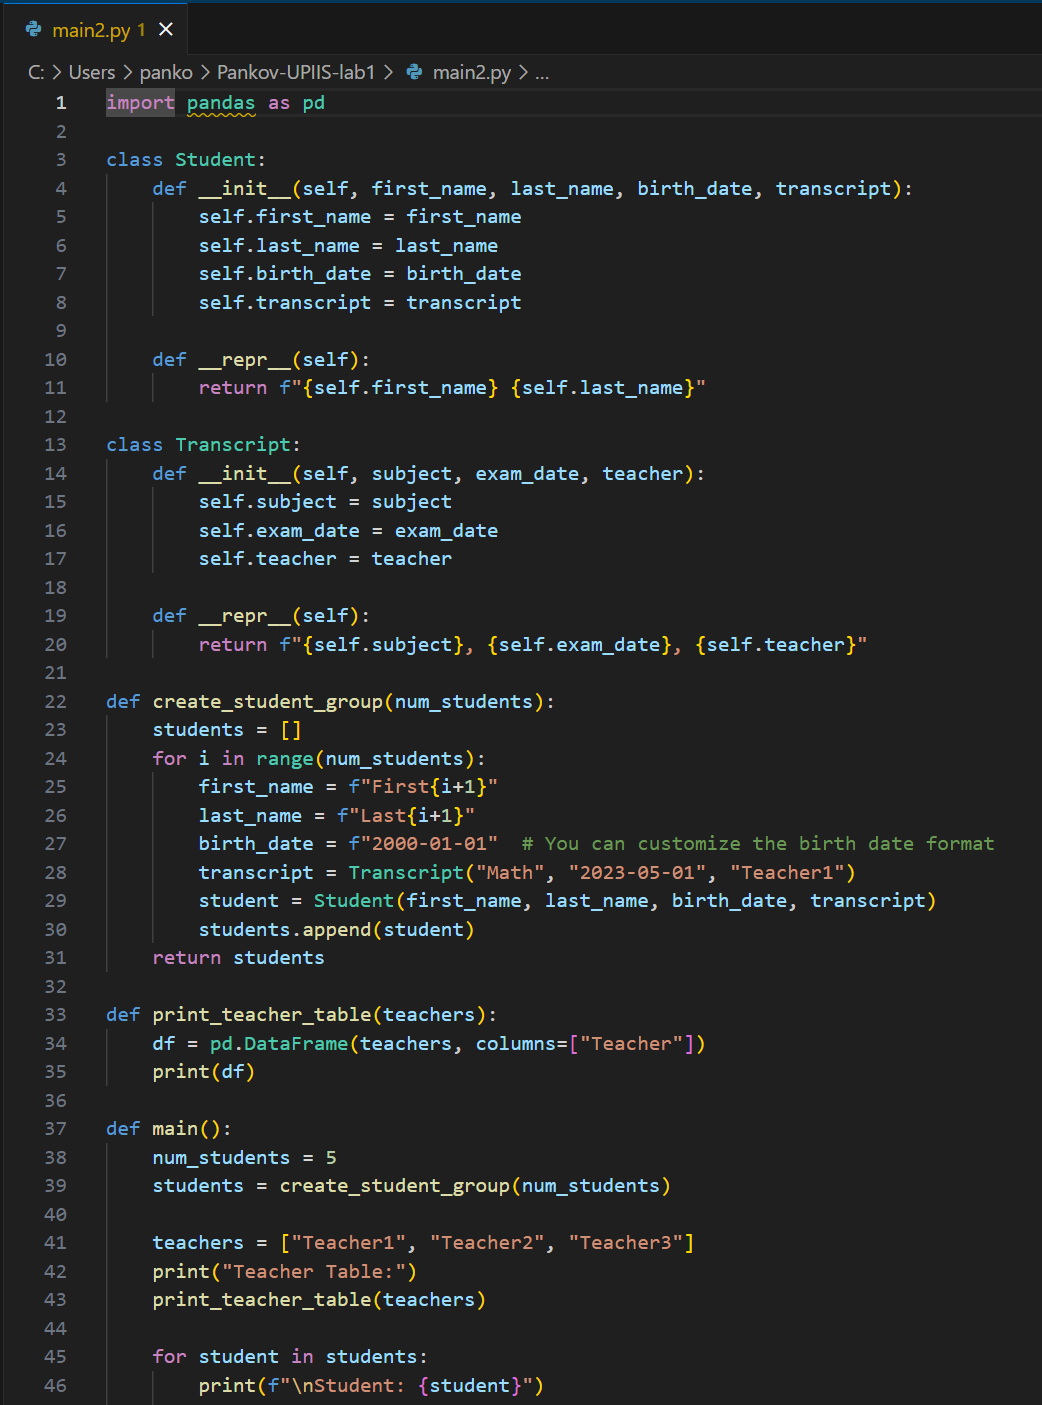 main2.py 1 ×
C: > Users > panko > Pankov-UPIIS-lab1 > main2.py > ...
1 import pandas as pd
2
3 class Student:
4     def __init__(self, first_name, last_name, birth_date, transcript):
5         self.first_name = first_name
6         self.last_name = last_name
7         self.birth_date = birth_date
8         self.transcript = transcript
9
10     def __repr__(self):
11         return f"{self.first_name} {self.last_name}"
12
13 class Transcript:
14     def __init__(self, subject, exam_date, teacher):
15         self.subject = subject
16         self.exam_date = exam_date
17         self.teacher = teacher
18
19     def __repr__(self):
20         return f"{self.subject}, {self.exam_date}, {self.teacher}"
21
22 def create_student_group(num_students):
23     students = []
24     for i in range(num_students):
25         first_name = f"First{i+1}"
26         last_name = f"Last{i+1}"
27         birth_date = f"2000-01-01"  # You can customize the birth date format
28         transcript = Transcript("Math", "2023-05-01", "Teacher1")
29         student = Student(first_name, last_name, birth_date, transcript)
30         students.append(student)
31     return students
32
33 def print_teacher_table(teachers):
34     df = pd.DataFrame(teachers, columns=["Teacher"])
35     print(df)
36
37 def main():
38     num_students = 5
39     students = create_student_group(num_students)
40
41     teachers = ["Teacher1", "Teacher2", "Teacher3"]
42     print("Teacher Table:")
43     print_teacher_table(teachers)
44
45     for student in students:
46         print(f"\nStudent: {student}")